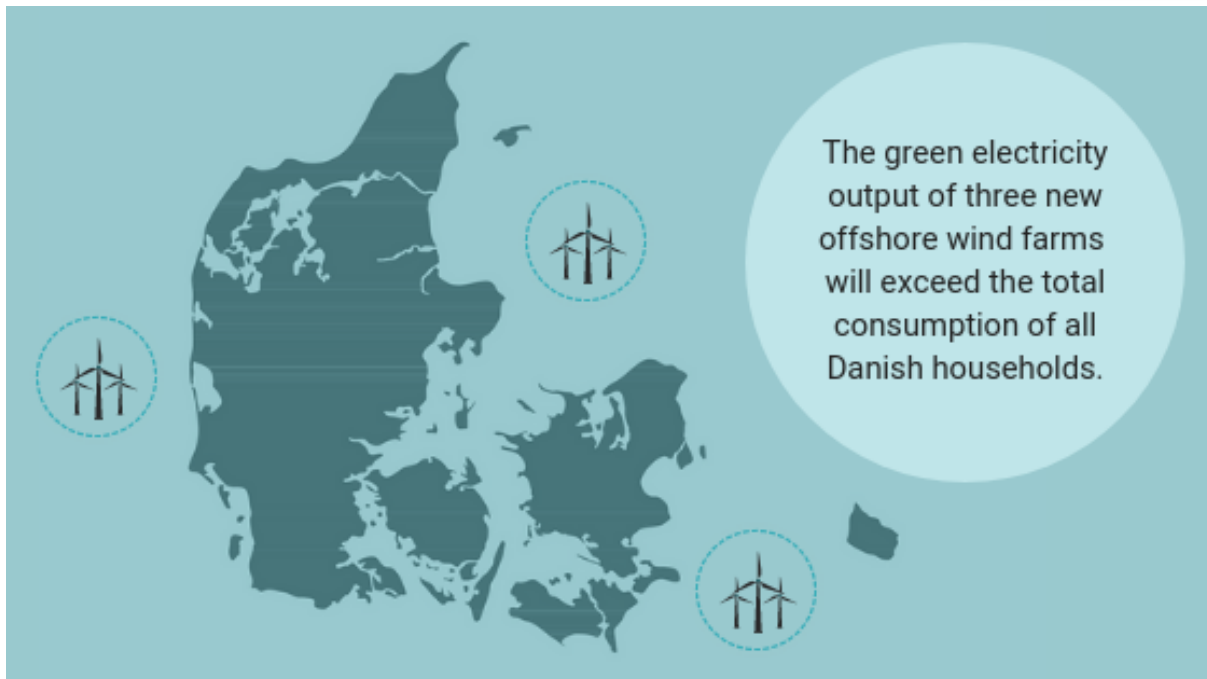 The green electricity
output of three new
offshore wind farms
will exceed the total
consumption of all
Danish households.